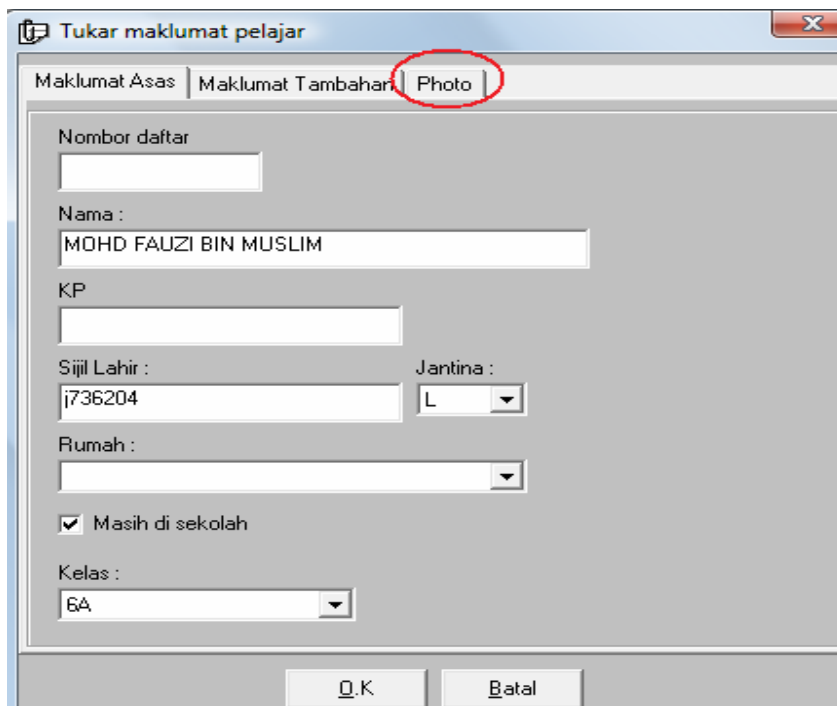 Tukar maklumat pelajar
Maklumat Asas Maklumat Tambahan Photo
Nombor daftar
Nama :
MOHD FAUZI BIN MUSLIM
KP
Sijil Lahir : Jantina :
j736204 L
Rumah :
Masih di sekolah
Kelas :
6A
O.K Batal